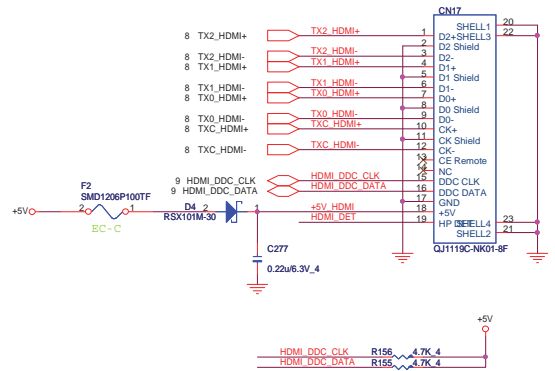 CN17
SHELL1 20
8 TX2_HDMI+ TX2_HDMI+ 1 D2+ SHELL3 22
2 D2 Shield
8 TX2_HDMI- TX2_HDMI- 3 D2-
8 TX1_HDMI+ TX1_HDMI+ 4 D1+
5 D1 Shield
8 TX1_HDMI- TX1_HDMI- 6 D1-
8 TX0_HDMI+ TX0_HDMI+ 7 D0+
8 D0 Shield
8 TX0_HDMI- TX0_HDMI- 9 D0-
8 TXC_HDMI+ TXC_HDMI+ 10 CK+
11 CK Shield
8 TXC_HDMI- TXC_HDMI- 12 CK-
13 CE Remote
14 NC
9 HDMI_DDC_CLK HDMI_DDC_CLK 15 DDC CLK
9 HDMI_DDC_DATA HDMI_DDC_DATA 16 DDC DATA
17 GND
F2
SMD1206P100TF
+5V 2 1 D4 2 1 +5V_HDMI 18 +5V
EC-C RSX101M-30 HDMI_DET 19 HP DET SHELL4 23
SHELL2 21
QJ1119C-NK01-8F
C277
0.22u/6.3V_4
+5V
HDMI_DDC_CLK R156 4.7K_4
HDMI_DDC_DATA R155 4.7K_4